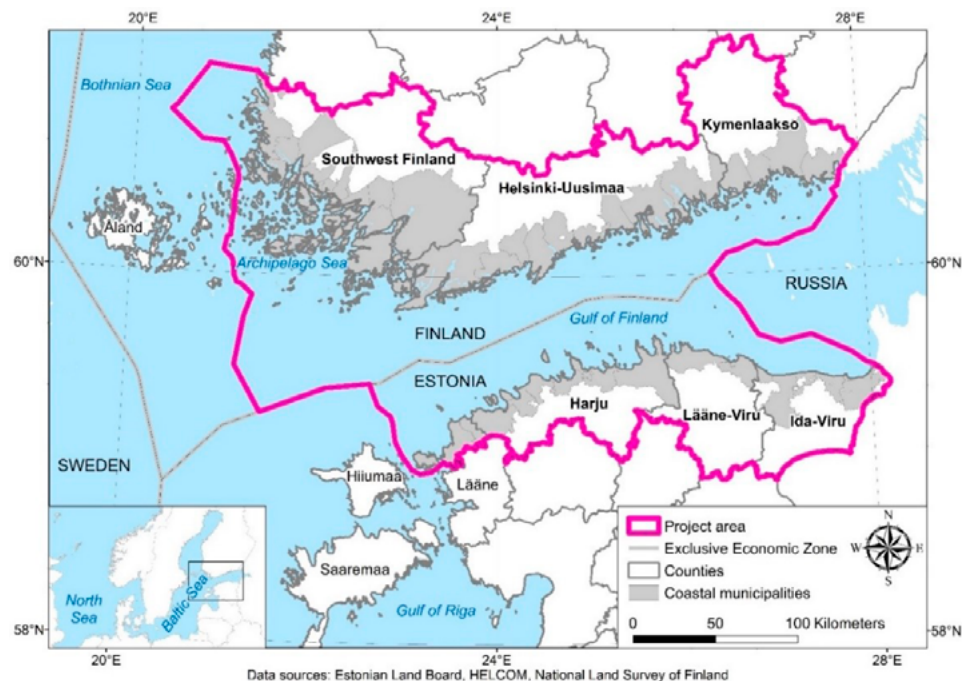 20°E
24°E
28°E
Bothnian Sea
Kymenlaakso
Southwest Finland
Helsinki-Uusimaa
Åland
Archipelago Sea
60°N
60°N
RUSSIA
Gulf of Finland
FINLAND
ESTONIA
Harju
Lääne-Viru
Ida-Viru
SWEDEN
Hiiumaa
Lääne
Saaremaa
Gulf of Riga
North
Sea
Baltic Sea
Project area
Exclusive Economic Zone
Counties
Coastal municipalities
N
W
E
S
0
50
100 Kilometers
58°N
58°N
20°E
24°E
28°E
Data sources: Estonian Land Board, HELCOM, National Land Survey of Finland